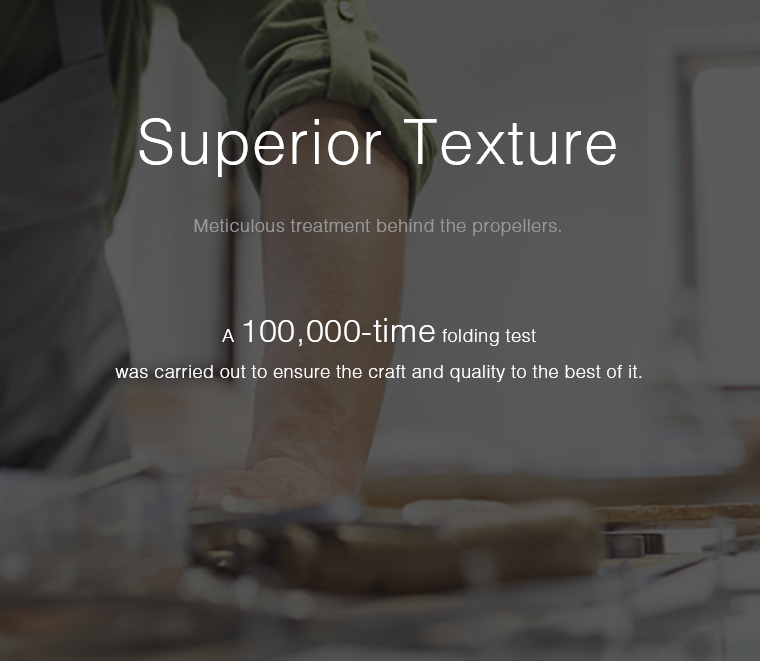 Superior Texture
Meticulous treatment behind the propellers.
A 100,000-time folding test
was carried out to ensure the craft and quality to the best of it.